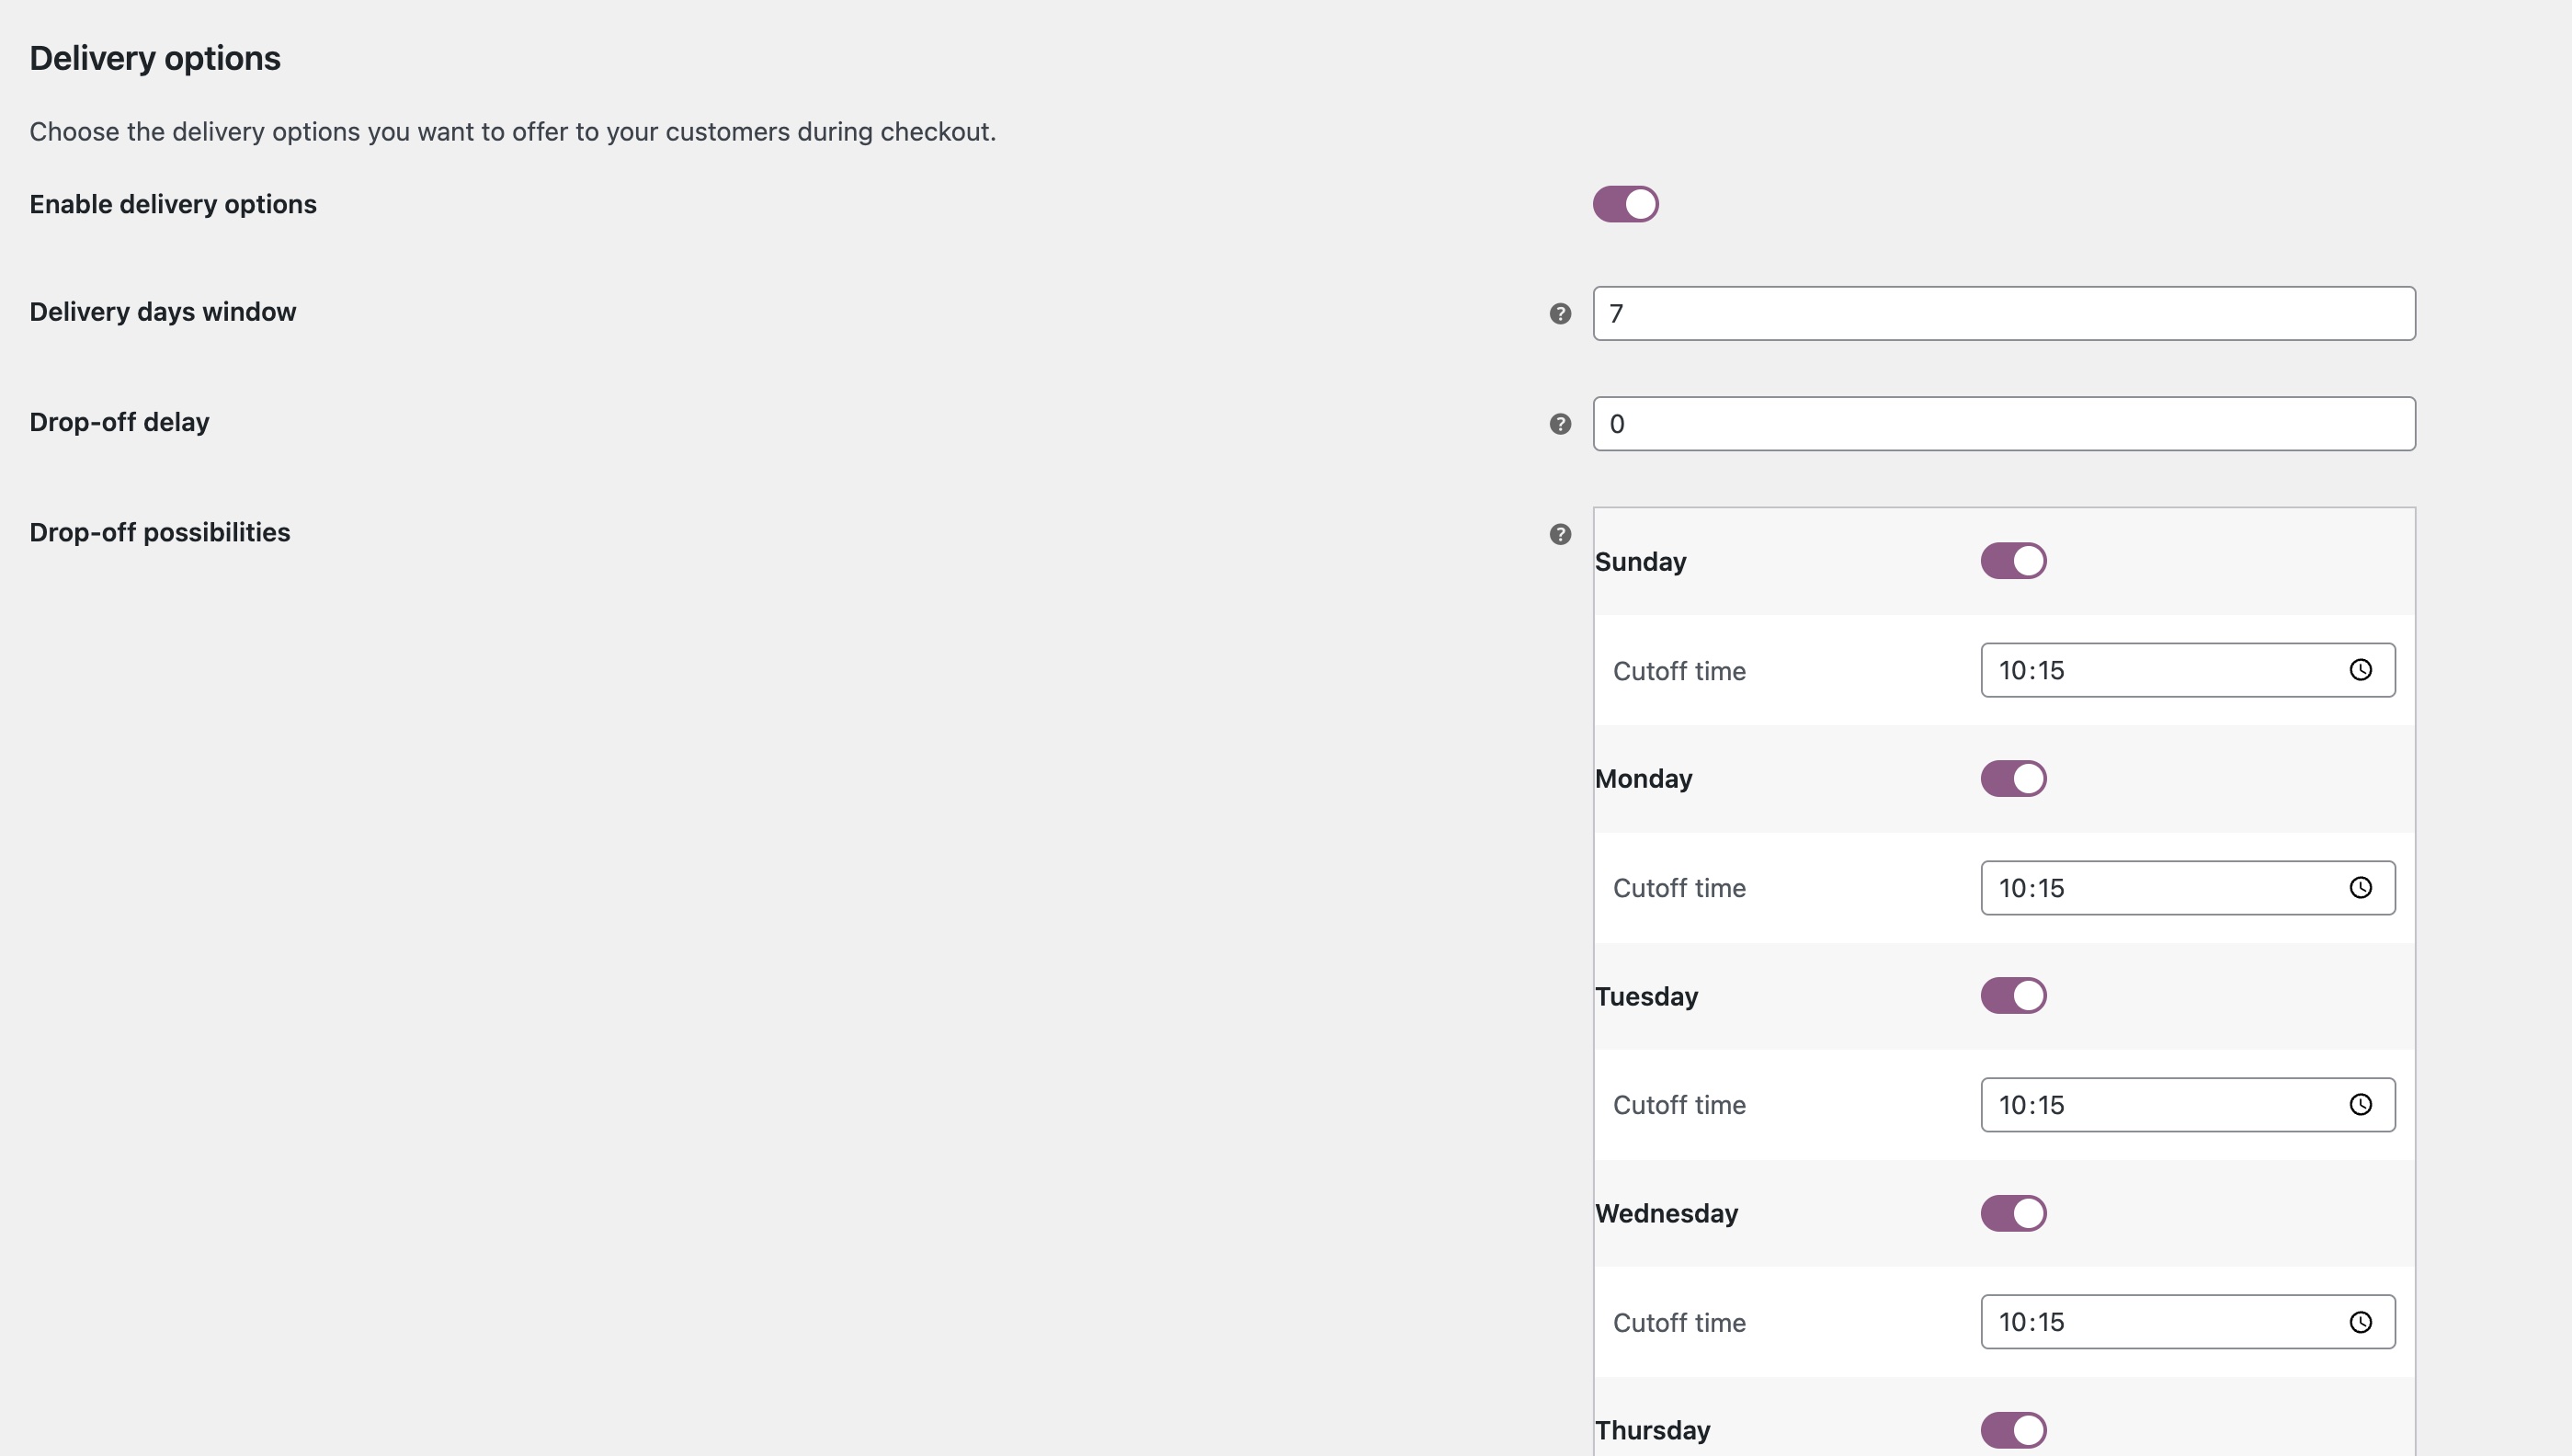 Delivery options
Choose the delivery options you want to offer to your customers during checkout.
Enable delivery options
Delivery days window
?
7
Drop-off delay
?
0
Drop-off possibilities
?
Sunday
Cutoff time
10:15
Monday
Cutoff time
10:15
Tuesday
Cutoff time
10:15
Wednesday
Cutoff time
10:15
Thursday